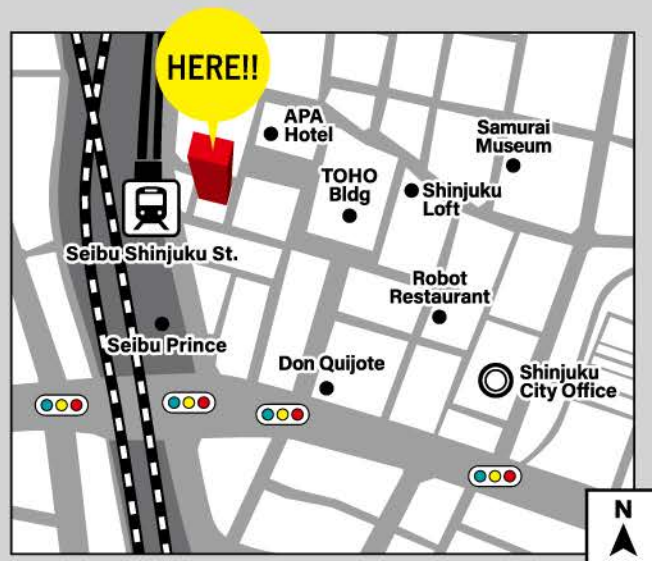 HERE!!
APA
Hotel
Samurai
Museum
TOHO
Bldg
Shinjuku
Loft
Seibu Shinjuku St.
Robot
Restaurant
Seibu Prince
Don Quijote
Shinjuku
City Office
N